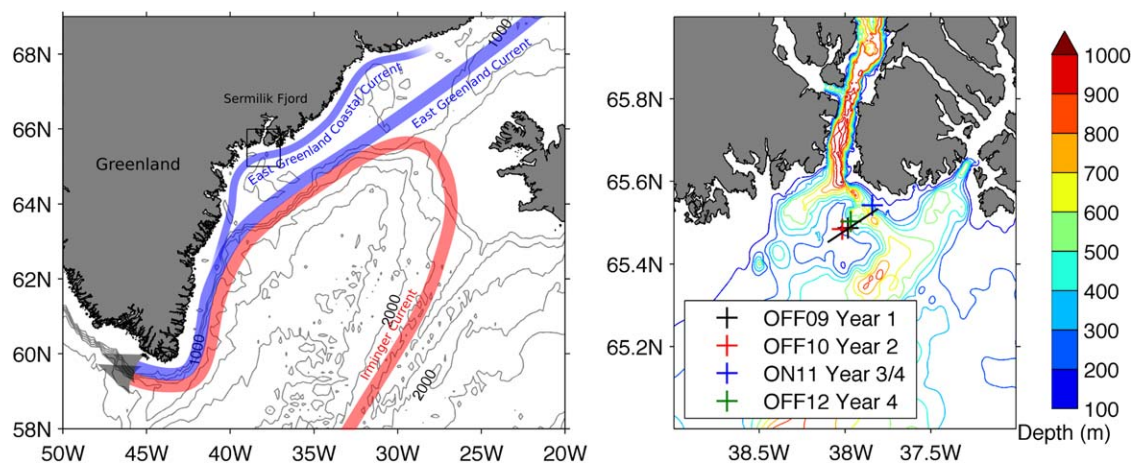 68N
66N
64N
62N
60N
58N
50W
45W
40W
35W
30W
25W
20W
Greenland
Sermilik Fjord
East Greenland Coastal Current
East Greenland Current
Irminger Current
1000
1000
2000
2000
65.8N
65.6N
65.4N
65.2N
38.5W
38W
37.5W
OFF09 Year 1
OFF10 Year 2
ON11 Year 3/4
OFF12 Year 4
1000
900
800
700
600
500
400
300
200
100
Depth (m)